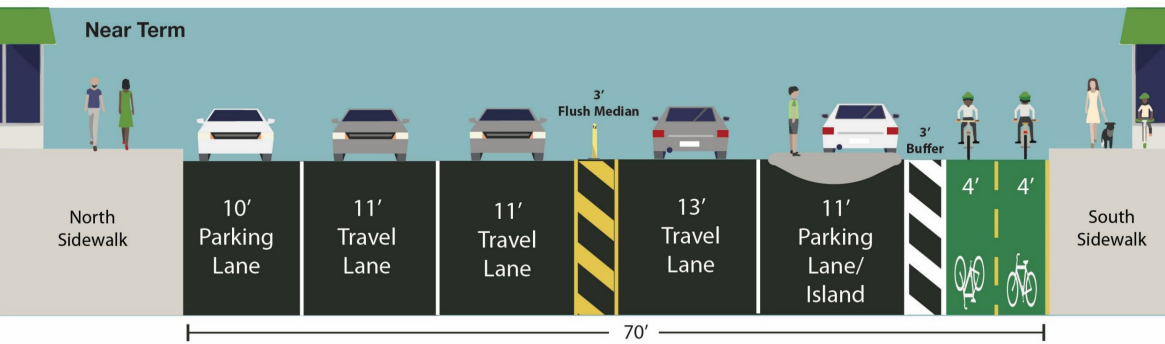 Near Term
3’
Flush Median
3’
Buffer
North
Sidewalk
10’
Parking
Lane
11’
Travel
Lane
11’
Travel
Lane
13’
Travel
Lane
11’
Parking
Lane/
Island
4’
4’
South
Sidewalk
70’